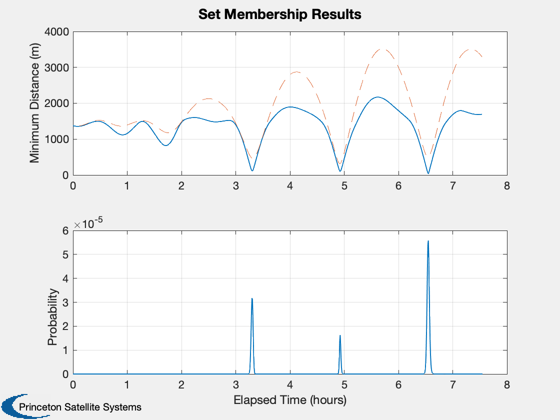 Set Membership Results
Minimum Distance (m)
4000
3000
2000
1000
0
0 1 2 3 4 5 6 7 8
×10-5
Probability
6
5
4
3
2
1
0
0 1 2 3 4 5 6 7 8
Elapsed Time (hours)
Princeton Satellite Systems